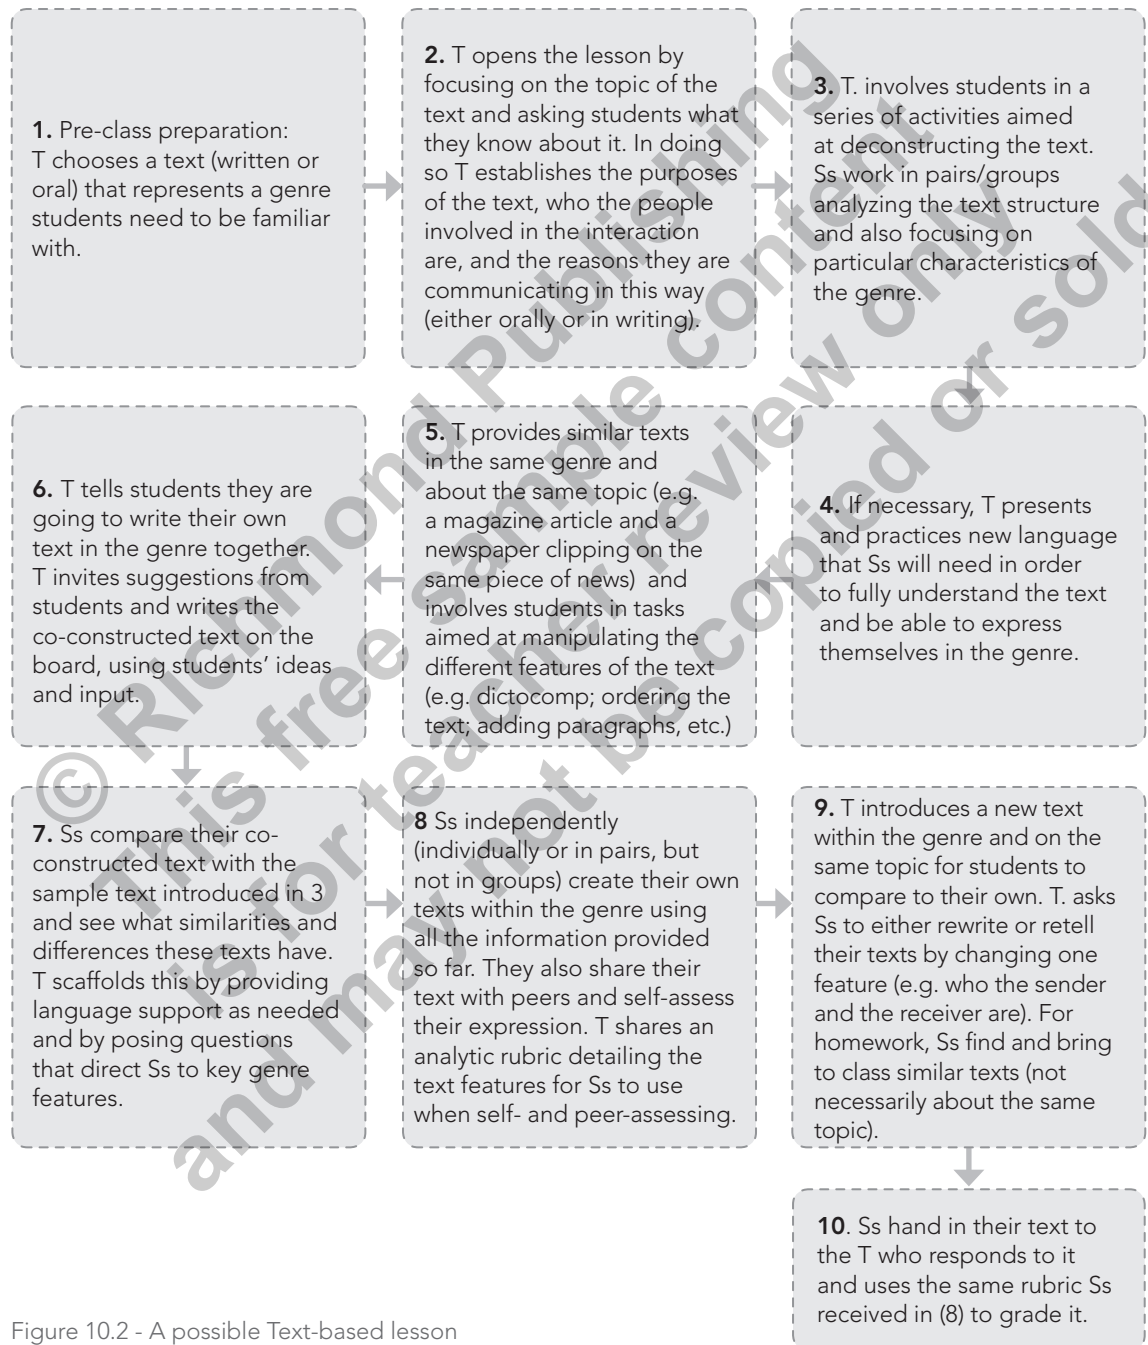 1. Pre-class preparation:
T chooses a text (written or
oral) that represents a genre
students need to be familiar
with.
2. T opens the lesson by
focusing on the topic of the
text and asking students what
they know about it. In doing
so T establishes the purposes
of the text, who the people
involved in the interaction
are, and the reasons they are
communicating in this way
(either orally or in writing).
3. T. involves students in a
series of activities aimed
at deconstructing the text.
Ss work in pairs/groups
analyzing the text structure
and also focusing on
particular characteristics of
the genre.
4. If necessary, T presents
and practices new language
that Ss will need in order
to fully understand the text
and be able to express
themselves in the genre.
5. T provides similar texts
in the same genre and
about the same topic (e.g.
a magazine article and a
newspaper clipping on the
same piece of news) and
involves students in tasks
aimed at manipulating the
different features of the text
(e.g. dictocomp; ordering the
text; adding paragraphs, etc.)
6. T tells students they are
going to write their own
text in the genre together.
T invites suggestions from
students and writes the
co-constructed text on the
board, using students' ideas
and input.
7. Ss compare their co-
constructed text with the
sample text introduced in 3
and see what similarities and
differences these texts have.
T scaffolds this by providing
language support as needed
and by posing questions
that direct Ss to key genre
features.
8 Ss independently
(individually or in pairs, but
not in groups) create their own
texts within the genre using
all the information provided
so far. They also share their
text with peers and self-assess
their expression. T shares an
analytic rubric detailing the
text features for Ss to use
when self- and peer-assessing.
9. T introduces a new text
within the genre and on the
same topic for students to
compare to their own. T. asks
Ss to either rewrite or retell
their texts by changing one
feature (e.g. who the sender
and the receiver are). For
homework, Ss find and bring
to class similar texts (not
necessarily about the same
topic).
10. Ss hand in their text to
the T who responds to it
and uses the same rubric Ss
received in (8) to grade it.
Figure 10.2 - A possible Text-based lesson
© Richmond Publishing
This free sample content
is for teacher review only
and may not be copied or sold